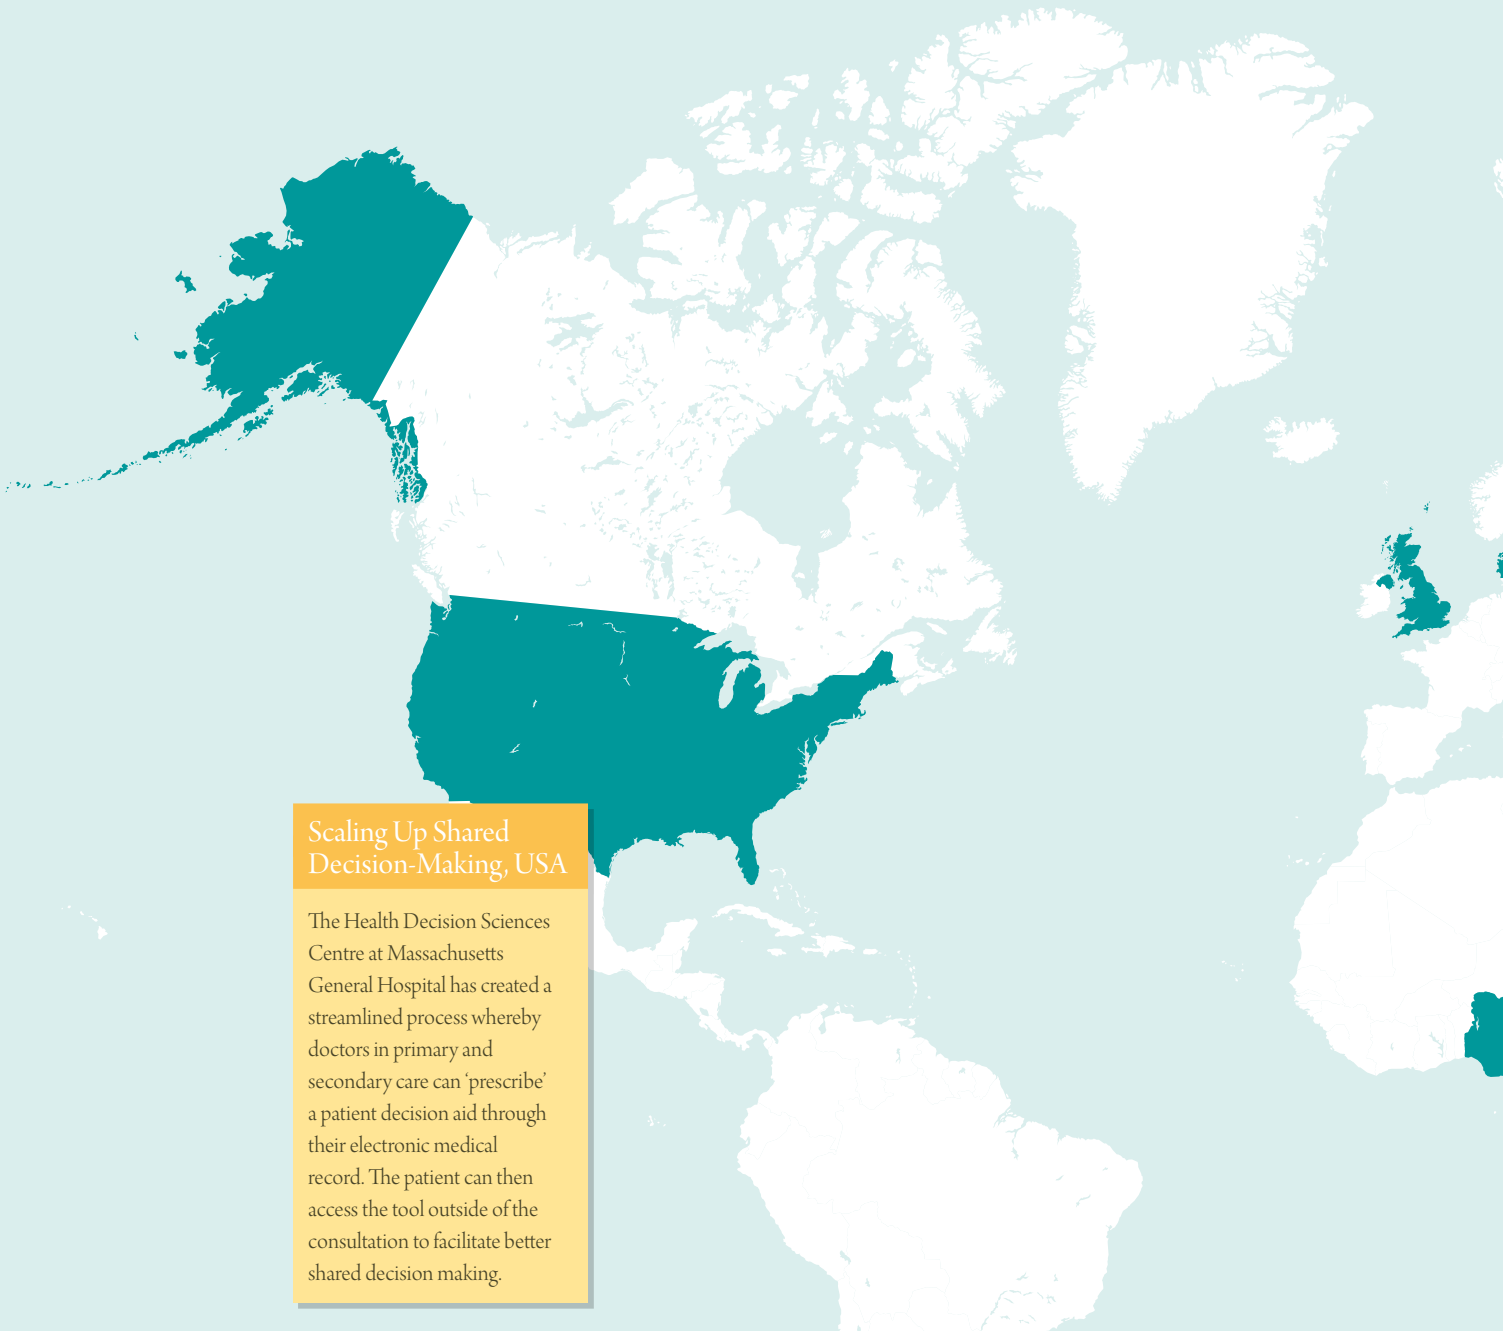 Scaling Up Shared
Decision-Making, USA
The Health Decision Sciences
Centre at Massachusetts
General Hospital has created a
streamlined process whereby
doctors in primary and
secondary care can ‘prescribe’
a patient decision aid through
their electronic medical
record. The patient can then
access the tool outside of the
consultation to facilitate better
shared decision making.